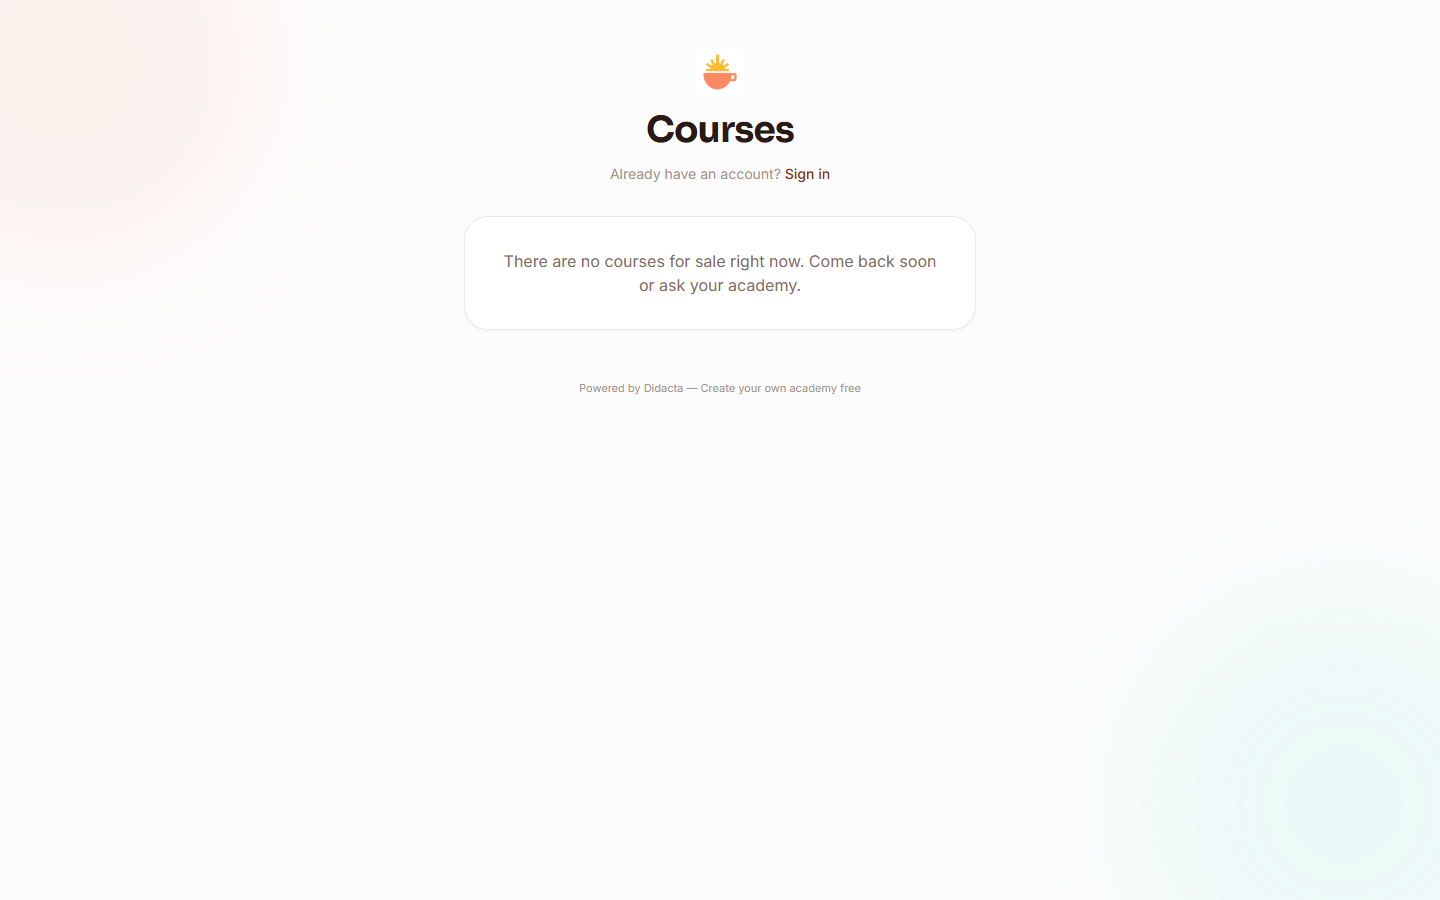 Courses
Already have an account? Sign in
There are no courses for sale right now. Come back soon
or ask your academy.
Powered by Didacta — Create your own academy free